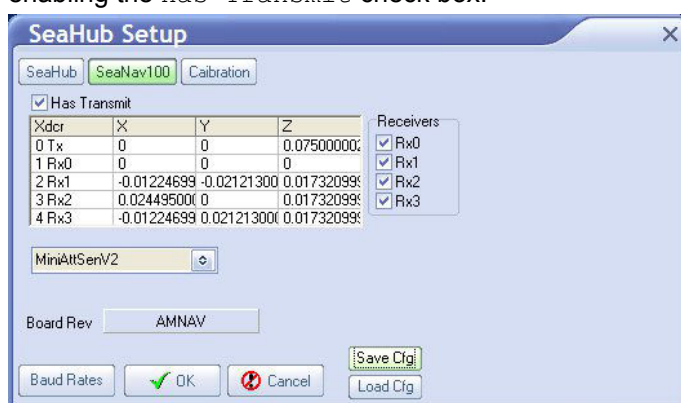 enabling the Has Transmit check box.
SeaHub Setup
SeaHub SeaNav100 Caibration
Has Transmit
Xdcr X Y Z
0 Tx 0 0 0.07500000
1 Rx0 0 0 0
2 Rx1 -0.01224699 -0.02121300 0.01732099
3 Rx2 0.02449500 0 0.01732099
4 Rx3 -0.01224699 0.02121300 0.01732099
Receivers
Rx0
Rx1
Rx2
Rx3
MiniAttSenV2
Board Rev AMNAV
Save Cfg
Baud Rates OK Cancel
Load Cfg